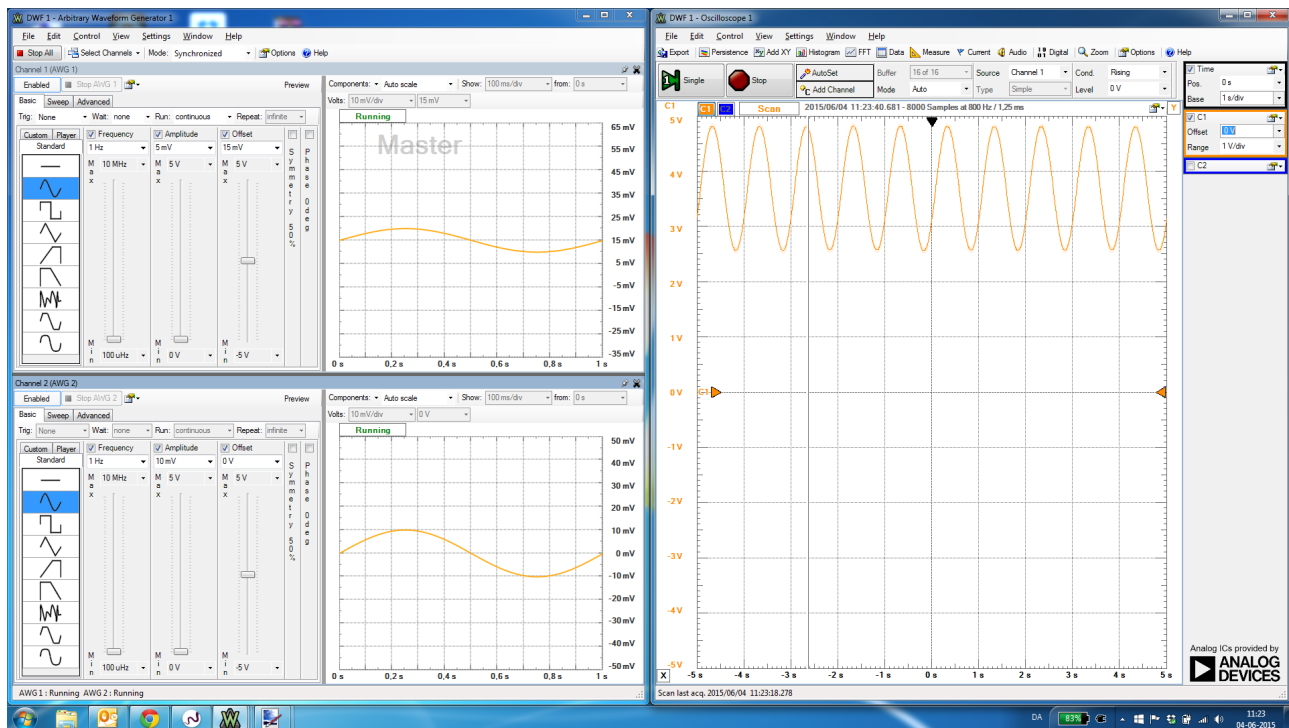 DWF 1 - Arbitrary Waveform Generator 1
File Edit Control View Settings Window Help
Stop All Select Channels Mode: Synchronized Options Help
Channel 1 (AWG 1)
Enabled Stop AWG 1 Preview
Basic Sweep Advanced
Trig: None Wait: none Run: continuous Repeat: infinite
Custom Player Frequency Amplitude Offset
Standard 1 Hz 5 mV 15 mV
Max 10 MHz Max 5 V Max 5 V
Symmetry 50%
Phase 0 deg
Min 100 uHz Min 0 V Min -5 V
Components: Auto scale Show: 100 ms/div from: 0 s
Volts: 10 mV/div 15 mV
Running
Master
65 mV
55 mV
45 mV
35 mV
25 mV
15 mV
5 mV
-5 mV
-15 mV
-25 mV
-35 mV
0 s 0,2 s 0,4 s 0,6 s 0,8 s 1 s
Channel 2 (AWG 2)
Enabled Stop AWG 2 Preview
Basic Sweep Advanced
Trig: None Wait: none Run: continuous Repeat: infinite
Custom Player Frequency Amplitude Offset
Standard 1 Hz 10 mV 0 V
Max 10 MHz Max 5 V Max 5 V
Symmetry 50%
Phase 0 deg
Min 100 uHz Min 0 V Min -5 V
Components: Auto scale Show: 100 ms/div from: 0 s
Volts: 10 mV/div 0 V
Running
50 mV
40 mV
30 mV
20 mV
10 mV
0 mV
-10 mV
-20 mV
-30 mV
-40 mV
-50 mV
0 s 0,2 s 0,4 s 0,6 s 0,8 s 1 s
AWG 1 : Running AWG 2 : Running
DWF 1 - Oscilloscope 1
File Edit Control View Settings Window Help
Export Persistence Add XY Histogram FFT Data Measure Current Audio Digital Zoom Options Help
1 Single Stop AutoSet Buffer 16 of 16 Source Channel 1 Cond. Rising
Add Channel Mode Auto Type Simple Level 0 V
C1 C1 C2 Scan 2015/06/04 11:23:40.681 - 8000 Samples at 800 Hz / 1,25 ms Y
5 V
4 V
3 V
2 V
1 V
0 V
-1 V
-2 V
-3 V
-4 V
-5 V
X -5 s -4 s -3 s -2 s -1 s 0 s 1 s 2 s 3 s 4 s 5 s
Time
Pos. 0 s
Base 1 s/div
C1
Offset 0 V
Range 1 V/div
C2
Analog ICs provided by
ANALOG
DEVICES
Scan last acq. 2015/06/04 11:23:18.278
DA 83% 11:23
04-06-2015